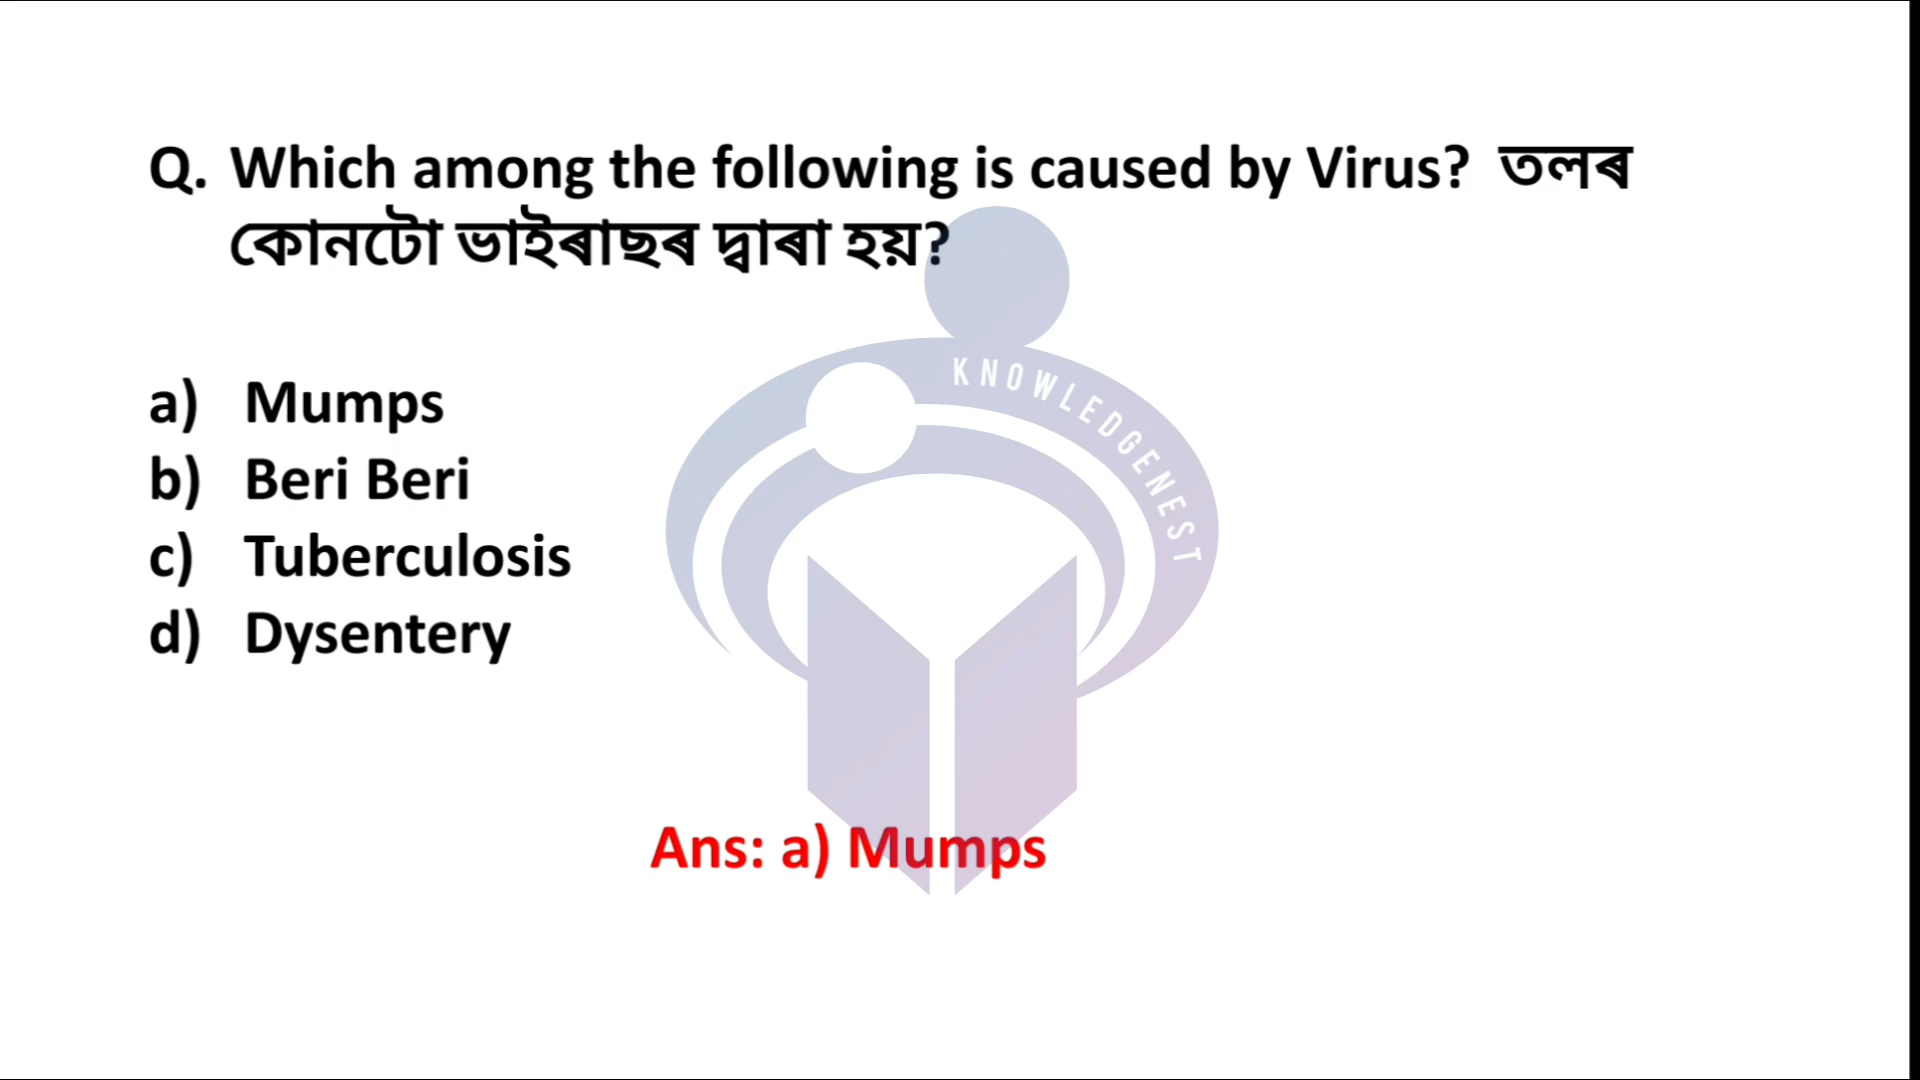 Q. Which among the following is caused by Virus? তলৰ
কোনটো ভাইৰাছৰ দ্বাৰা হয়?
KNOWLEDGENEST
a) Mumps
b) Beri Beri
c) Tuberculosis
d) Dysentery
Ans: a) Mumps